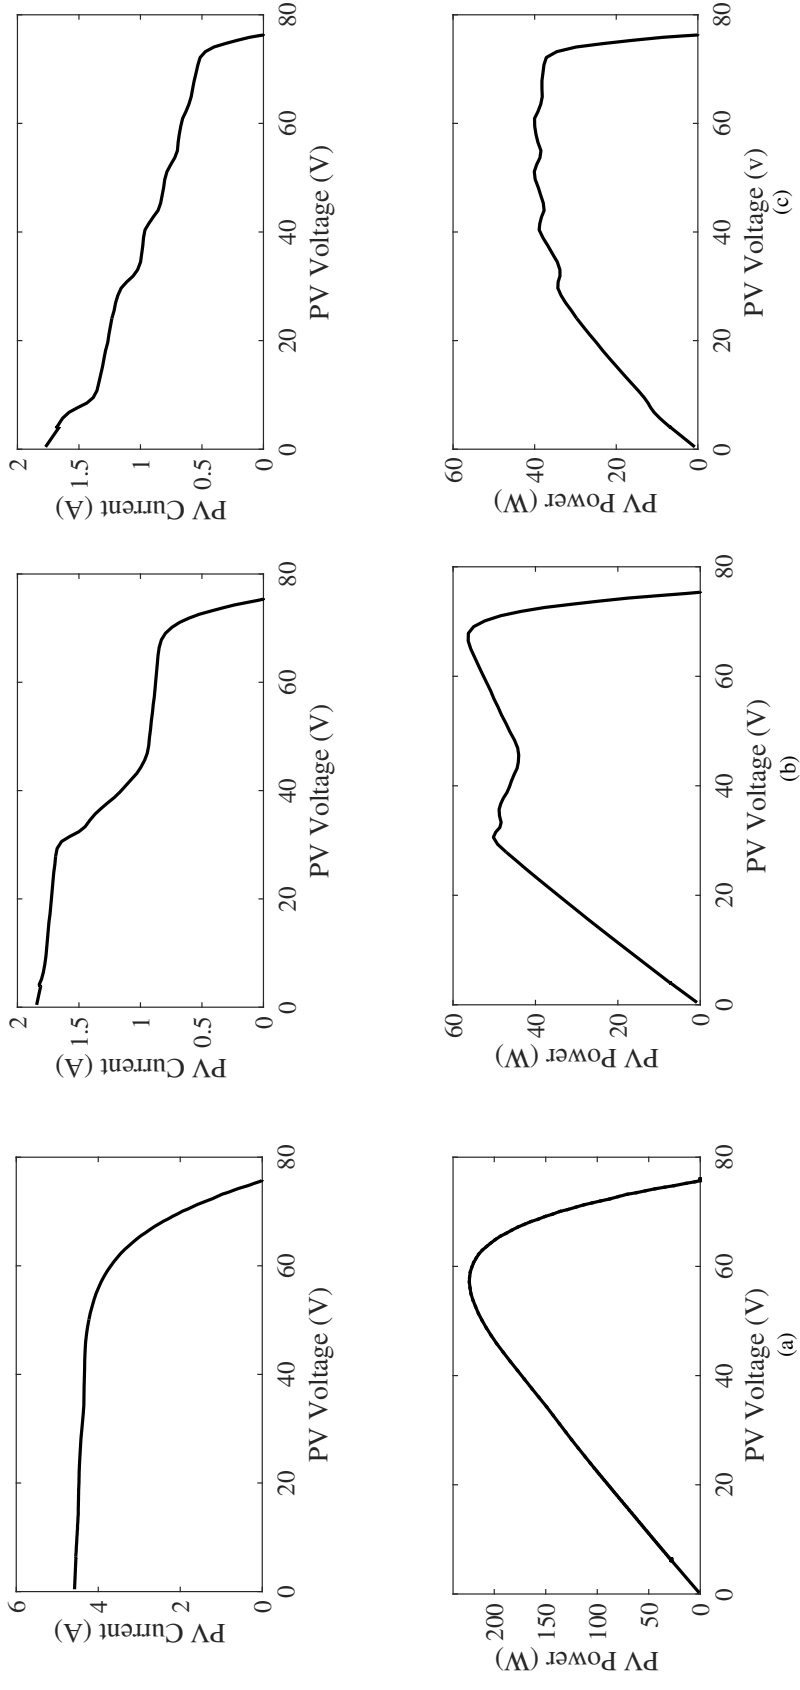 PV Current (A)
6
4
2
0
0 20 40 60 80
PV Voltage (V)
PV Power (W)
200
150
100
50
0
0 20 40 60 80
PV Voltage (V)
(a)
PV Current (A)
2
1.5
1
0.5
0
0 20 40 60 80
PV Voltage (V)
PV Power (W)
60
40
20
0
0 20 40 60 80
PV Voltage (V)
(b)
PV Current (A)
2
1.5
1
0.5
0
0 20 40 60 80
PV Voltage (V)
PV Power (W)
60
40
20
0
0 20 40 60 80
PV Voltage (v)
(c)